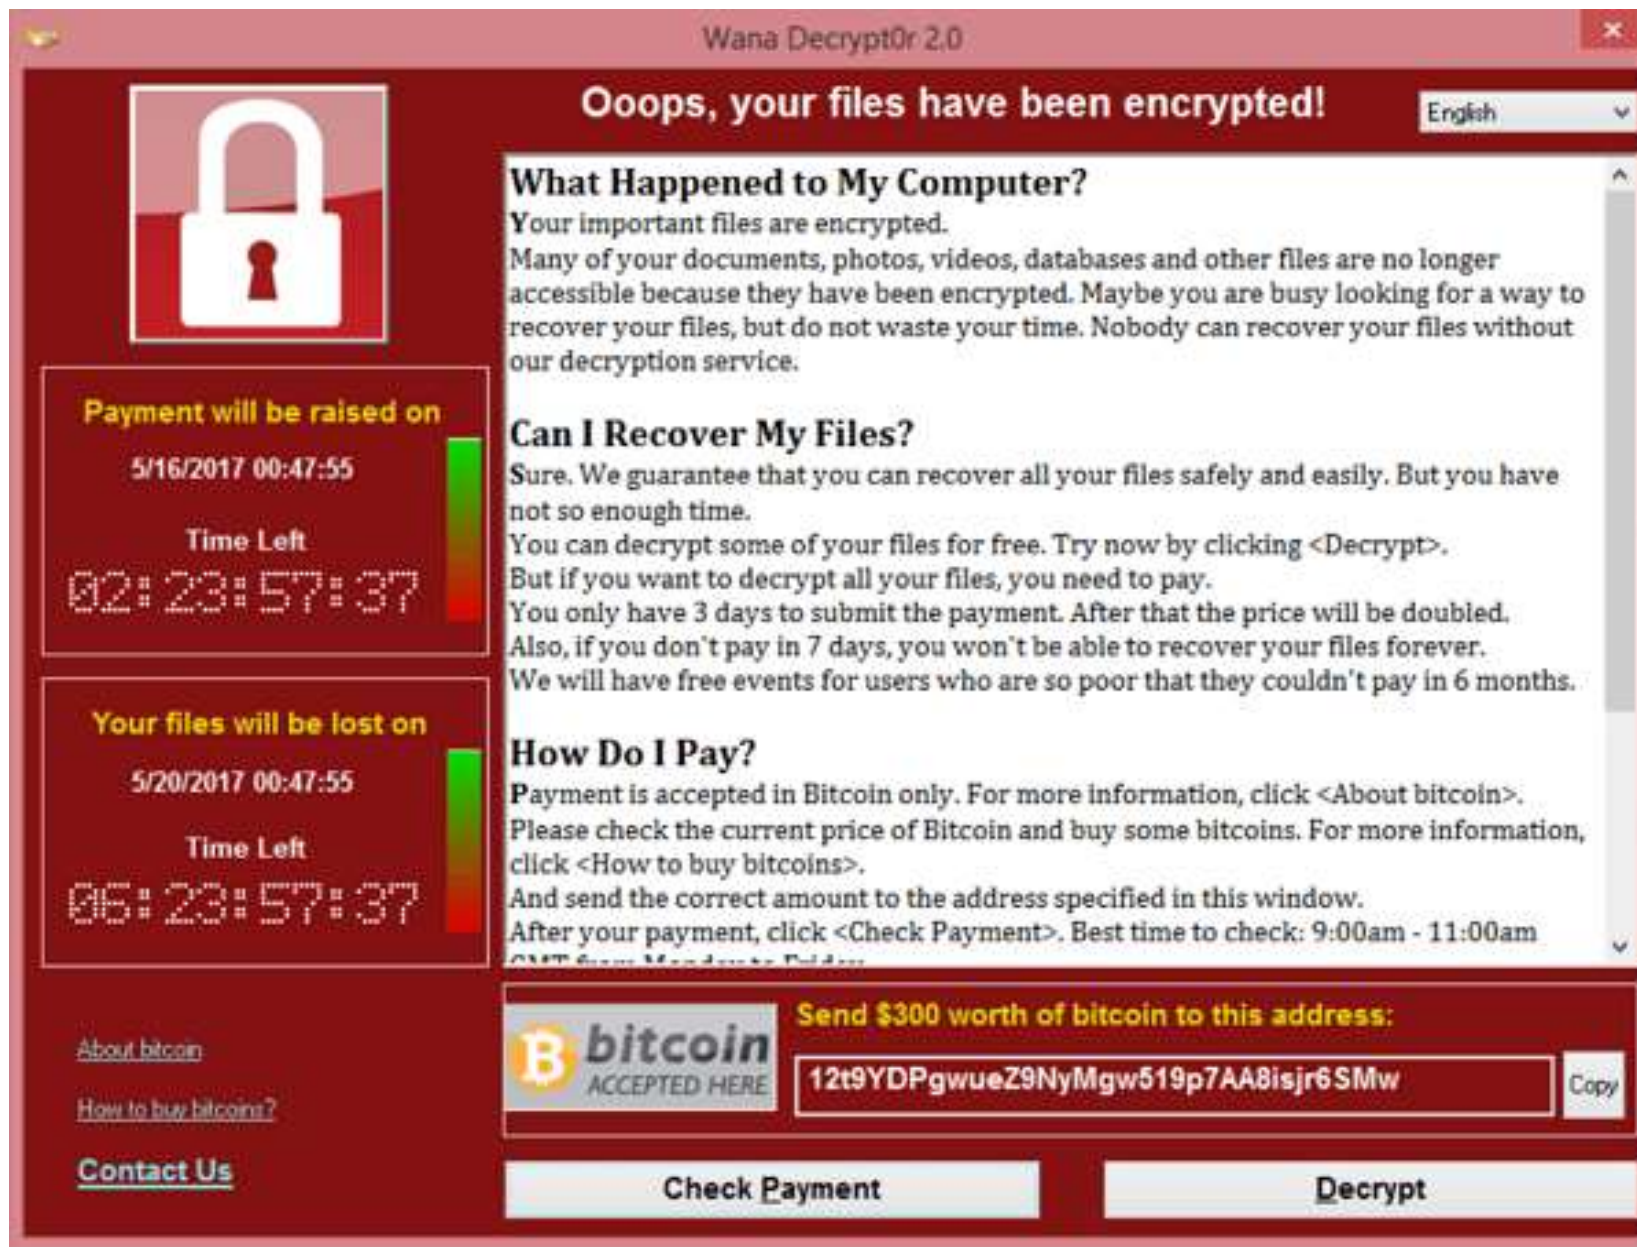 Wana Decrypt0r 2.0
Ooops, your files have been encrypted!
English
What Happened to My Computer?
Your important files are encrypted.
Many of your documents, photos, videos, databases and other files are no longer
accessible because they have been encrypted. Maybe you are busy looking for a way to
recover your files, but do not waste your time. Nobody can recover your files without
our decryption service.
Can I Recover My Files?
Sure. We guarantee that you can recover all your files safely and easily. But you have
not so enough time.
You can decrypt some of your files for free. Try now by clicking <Decrypt>.
But if you want to decrypt all your files, you need to pay.
You only have 3 days to submit the payment. After that the price will be doubled.
Also, if you don`t pay in 7 days, you won`t be able to recover your files forever.
We will have free events for users who are so poor that they couldn't pay in 6 months.
How Do I Pay?
Payment is accepted in Bitcoin only. For more information, click <About bitcoin>.
Please check the current price of Bitcoin and buy some bitcoins. For more information,
click <How to buy bitcoins>.
And send the correct amount to the address specified in this window.
After your payment, click <Check Payment>. Best time to check: 9:00am - 11:00am
GMT from Monday to Friday
Payment will be raised on
5/16/2017 00:47:55
Time Left
02:23:57:37
Your files will be lost on
5/20/2017 00:47:55
Time Left
06:23:57:37
About bitcoin
How to buy bitcoins?
Contact Us
bitcoin
ACCEPTED HERE
Send $300 worth of bitcoin to this address:
12t9YDPgwueZ9NyMgw519p7AA8isjr6SMw
Copy
Check Payment
Decrypt